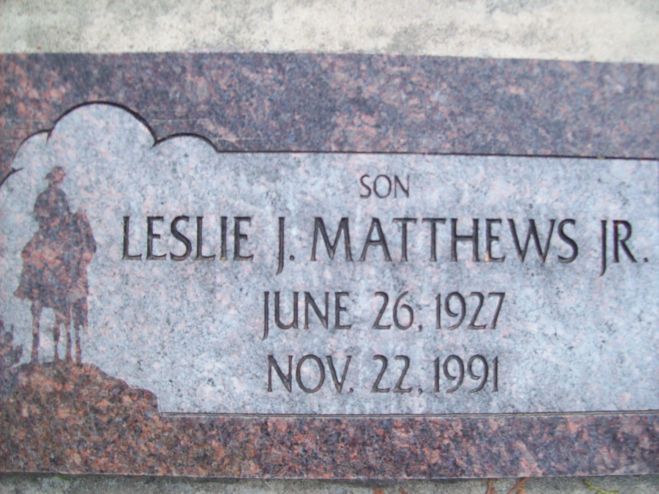 SON
LESLIE J. MATTHEWS JR.
JUNE 26, 1927
NOV. 22, 1991